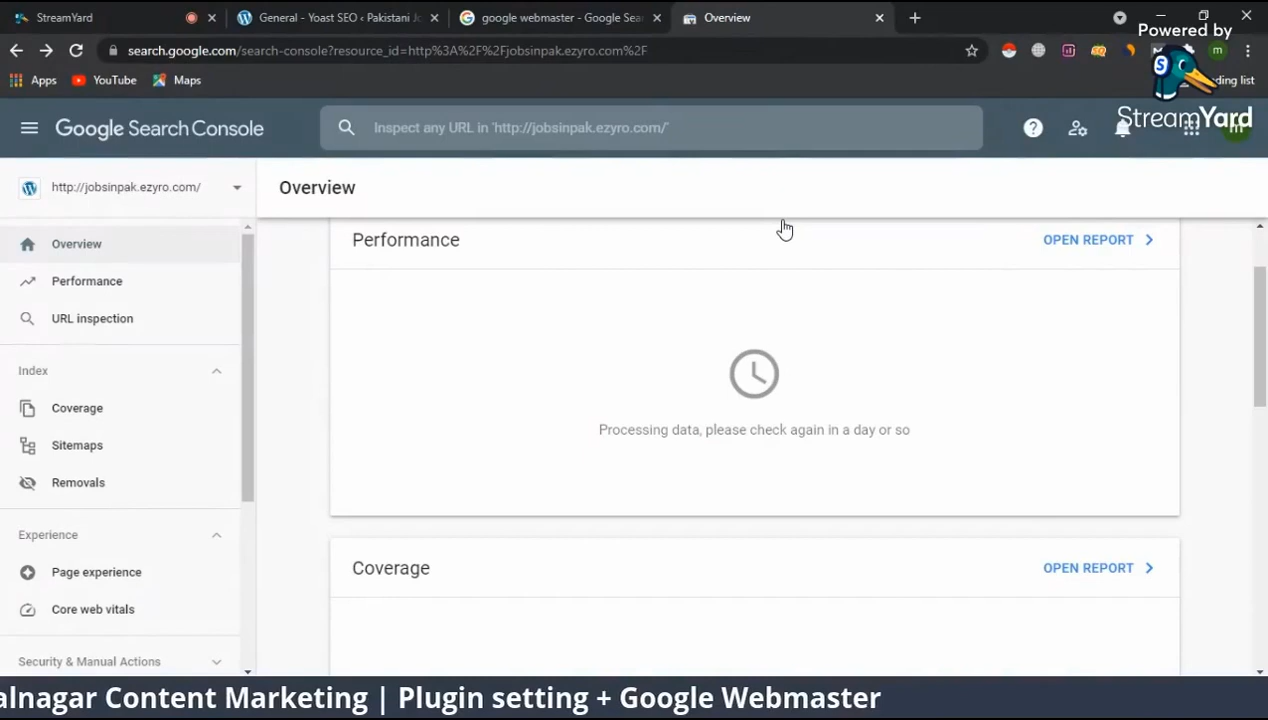 StreamYard
General - Yoast SEO ‹ Pakistani Jo
google webmaster - Google Sea
Overview
Powered by
search.google.com/search-console?resource_id=http%3A%2F%2Fjobsinpak.ezyro.com%2F
m
Apps
YouTube
Maps
ding list
S
StreamYard
Google Search Console
Inspect any URL in 'http://jobsinpak.ezyro.com/'
http://jobsinpak.ezyro.com/
Overview
Overview
Performance
URL inspection
Index
Coverage
Sitemaps
Removals
Experience
Page experience
Core web vitals
Security & Manual Actions
Performance
OPEN REPORT
Processing data, please check again in a day or so
Coverage
OPEN REPORT
alnagar Content Marketing | Plugin setting + Google Webmaster